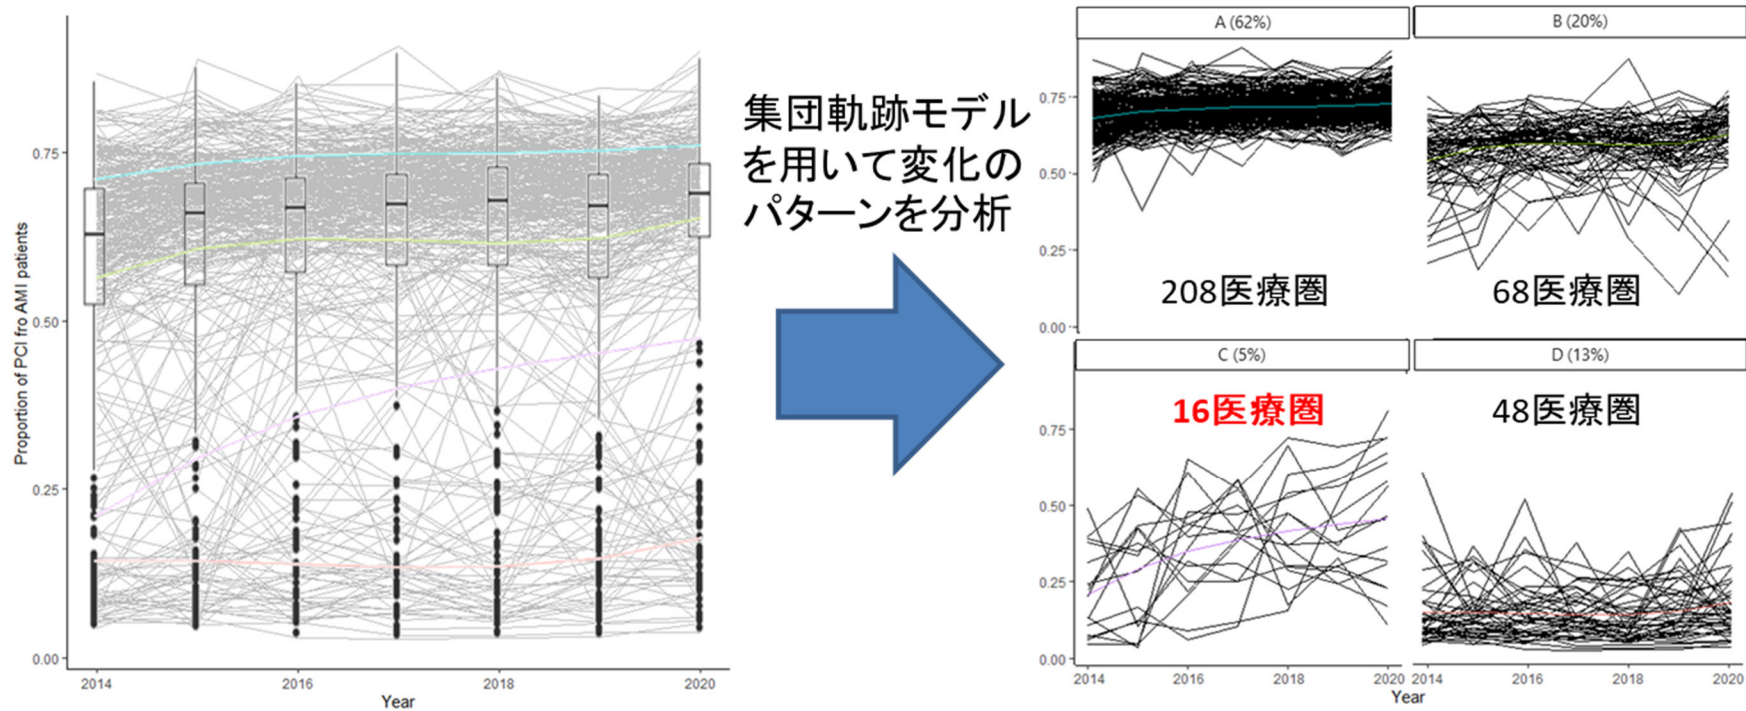 Proportion of PCI fro AMI patients
0.75
0.50
0.25
0.00
2014
2016
2018
2020
Year
集団軌跡モデル
を用いて変化の
パターンを分析
A (62%)
B (20%)
0.75
0.50
0.25
0.00
208医療圏
68医療圏
C (5%)
D (13%)
16医療圏
48医療圏
0.75
0.50
0.25
0.00
2014
2016
2018
2020
2014
2016
2018
2020
Year